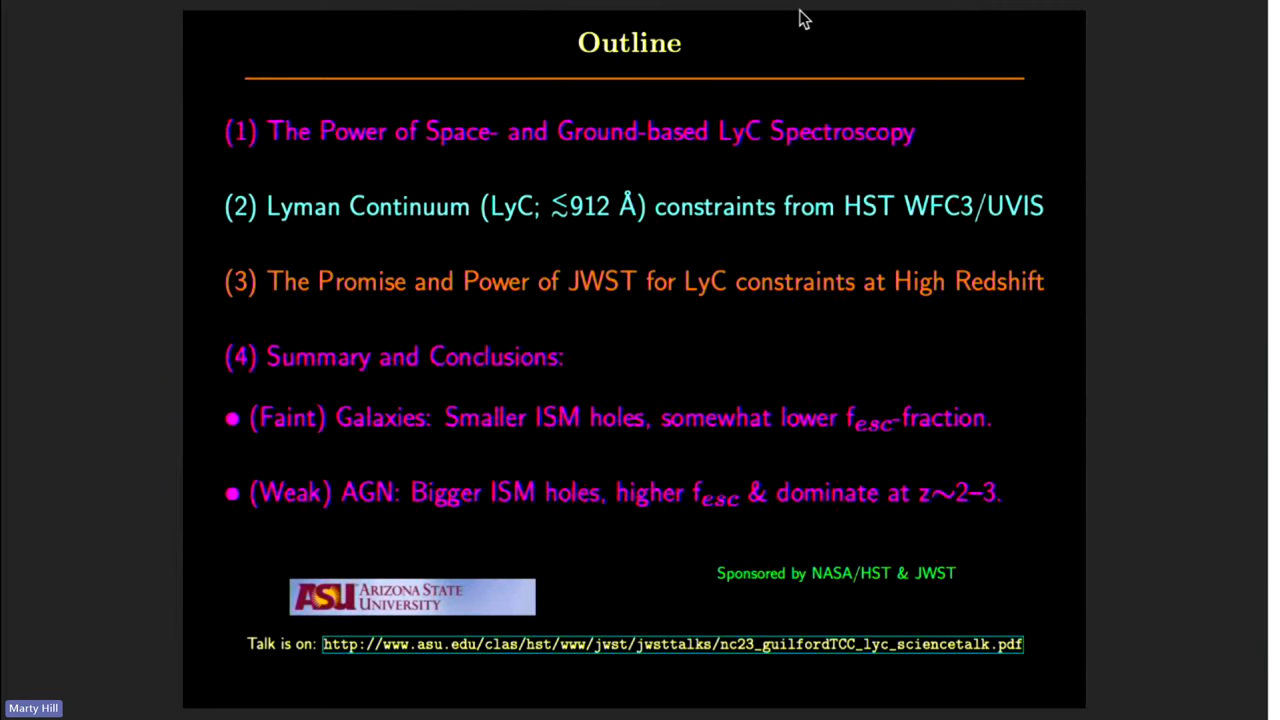 Outline
(1) The Power of Space- and Ground-based LyC Spectroscopy
(2) Lyman Continuum (LyC; ≲912 Å) constraints from HST WFC3/UVIS
(3) The Promise and Power of JWST for LyC constraints at High Redshift
(4) Summary and Conclusions:
● (Faint) Galaxies: Smaller ISM holes, somewhat lower fesc-fraction.
● (Weak) AGN: Bigger ISM holes, higher fesc & dominate at z∼2–3.
Sponsored by NASA/HST & JWST
ASU ARIZONA STATE
UNIVERSITY
Talk is on: http://www.asu.edu/clas/hst/www/jwst/jwsttalks/nc23_guilfordTCC_lyc_sciencetalk.pdf
Marty Hill